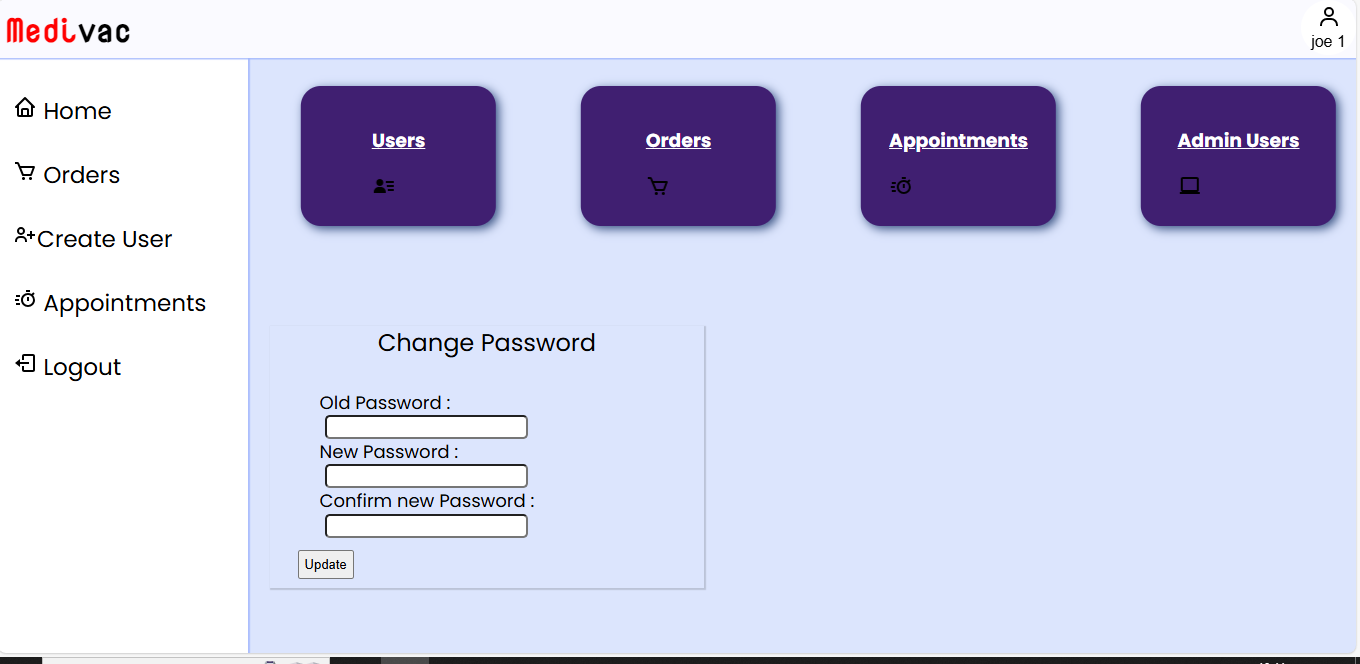 Medivac
joe 1
Home
Orders
Create User
Appointments
Logout
Users
Orders
Appointments
Admin Users
Change Password
Old Password :
New Password :
Confirm new Password :
Update